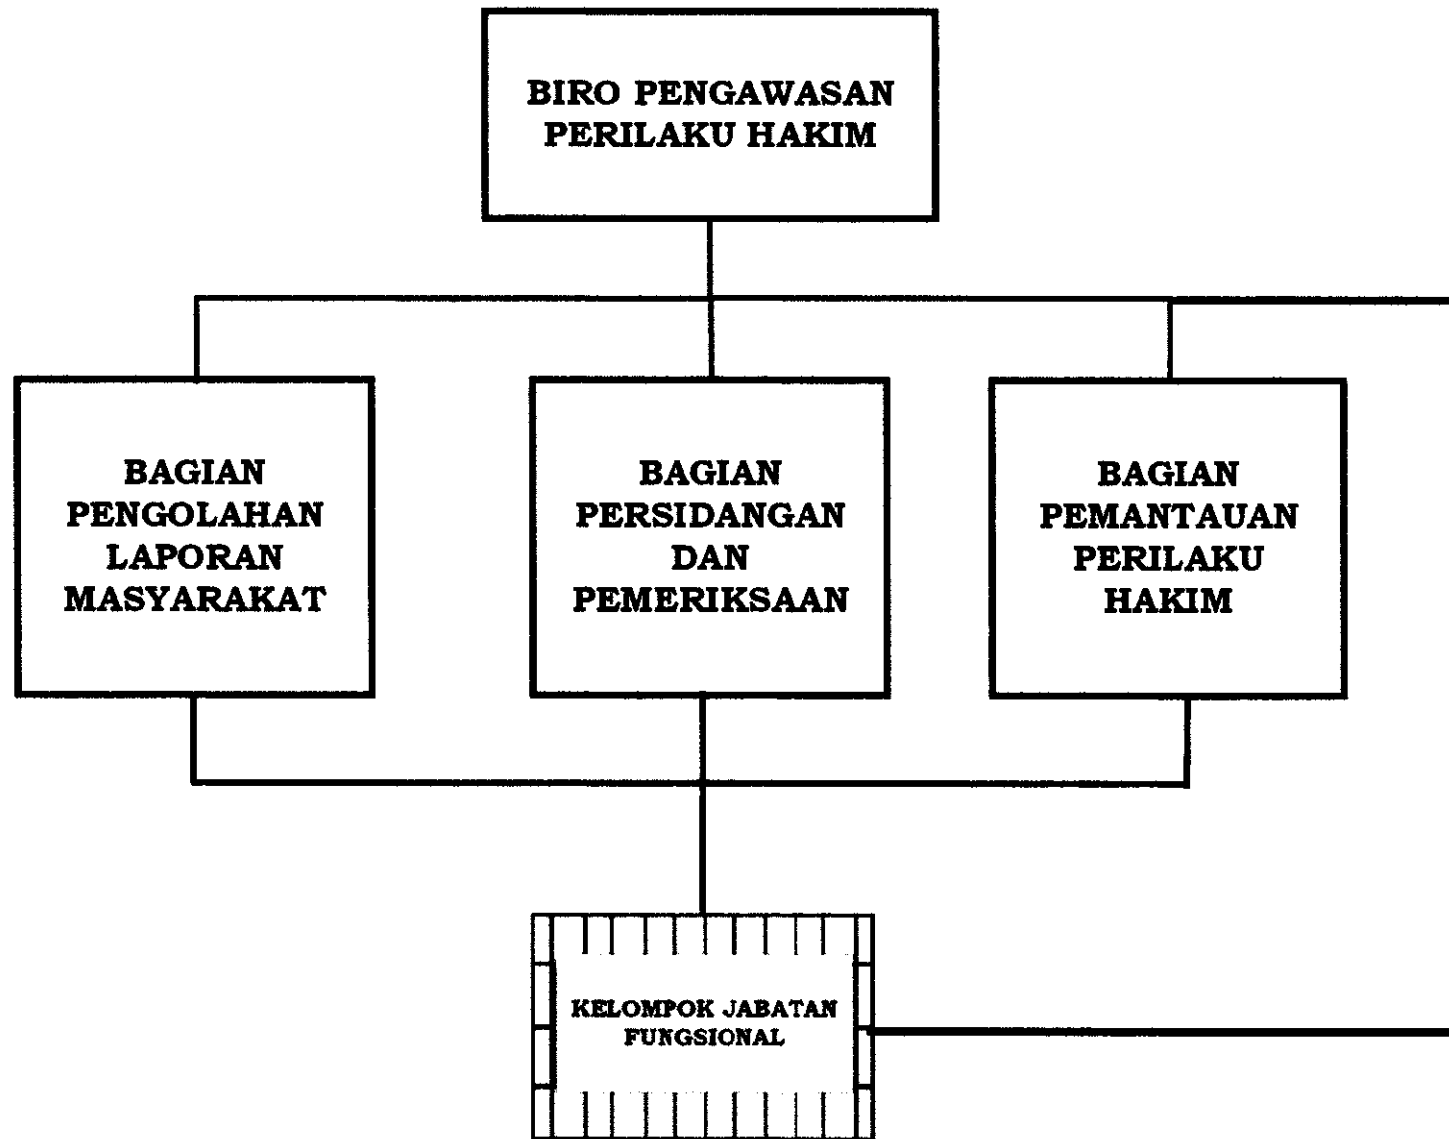 BIRO PENGAWASAN
PERILAKU HAKIM
BAGIAN
PENGOLAHAN
LAPORAN
MASYARAKAT
BAGIAN
PERSIDANGAN
DAN
PEMERIKSAAN
BAGIAN
PEMANTAUAN
PERILAKU
HAKIM
KELOMPOK JABATAN
FUNGSIONAL